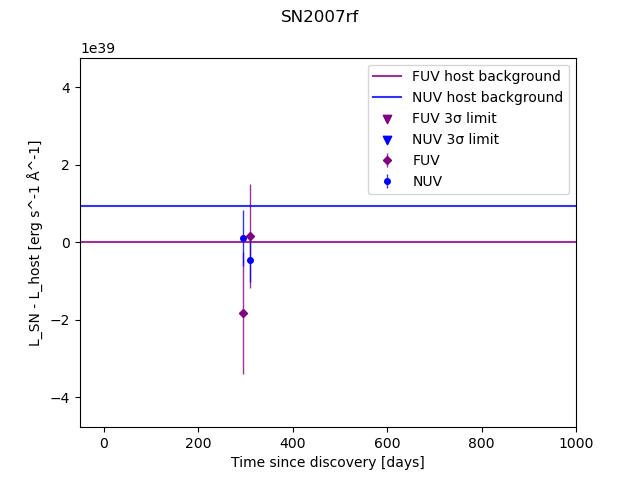 SN2007rf
1e39
L_SN - L_host [erg s^-1 Å^-1]
4
2
0
−2
−4
FUV host background
NUV host background
FUV 3σ limit
NUV 3σ limit
FUV
NUV
0 200 400 600 800 1000
Time since discovery [days]